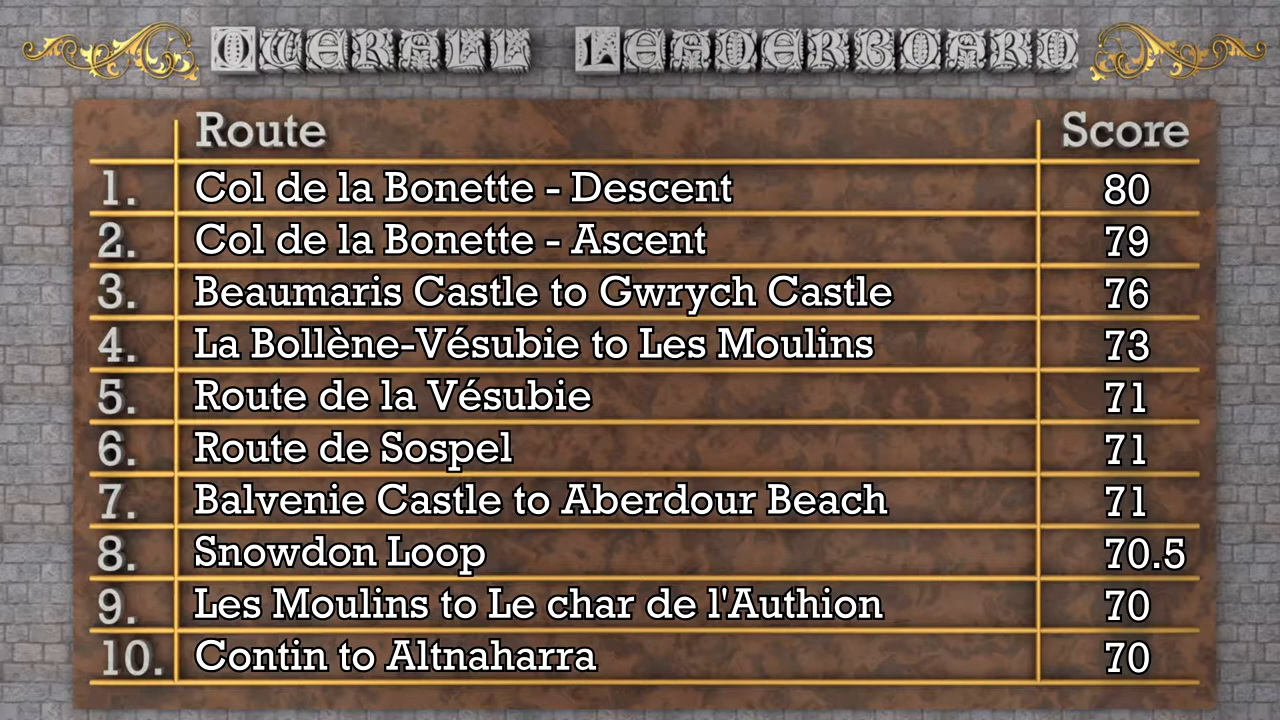 Overall Leaderboard
Route Score
1. Col de la Bonette - Descent 80
2. Col de la Bonette - Ascent 79
3. Beaumaris Castle to Gwrych Castle 76
4. La Bollène-Vésubie to Les Moulins 73
5. Route de la Vésubie 71
6. Route de Sospel 71
7. Balvenie Castle to Aberdour Beach 71
8. Snowdon Loop 70.5
9. Les Moulins to Le char de l'Authion 70
10. Contin to Altnaharra 70